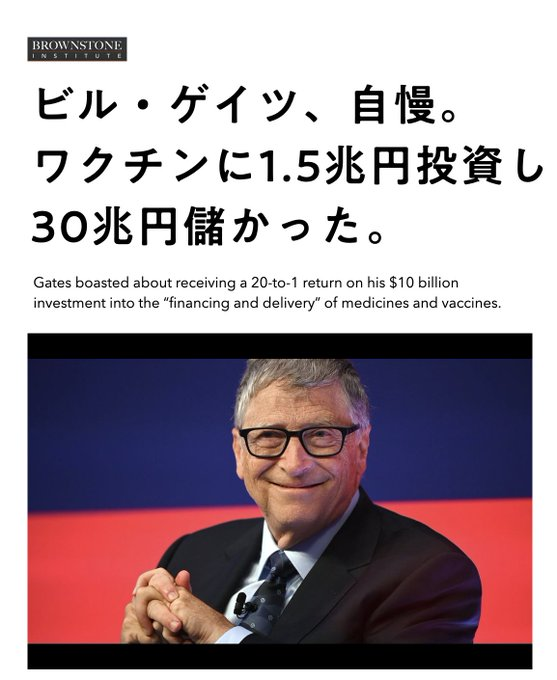 BROWNSTONE
INSTITUTE
ビル・ゲイツ、自慢。
ワクチンに1.5兆円投資し
30兆円儲かった。
Gates boasted about receiving a 20-to-1 return on his $10 billion
investment into the “financing and delivery” of medicines and vaccines.